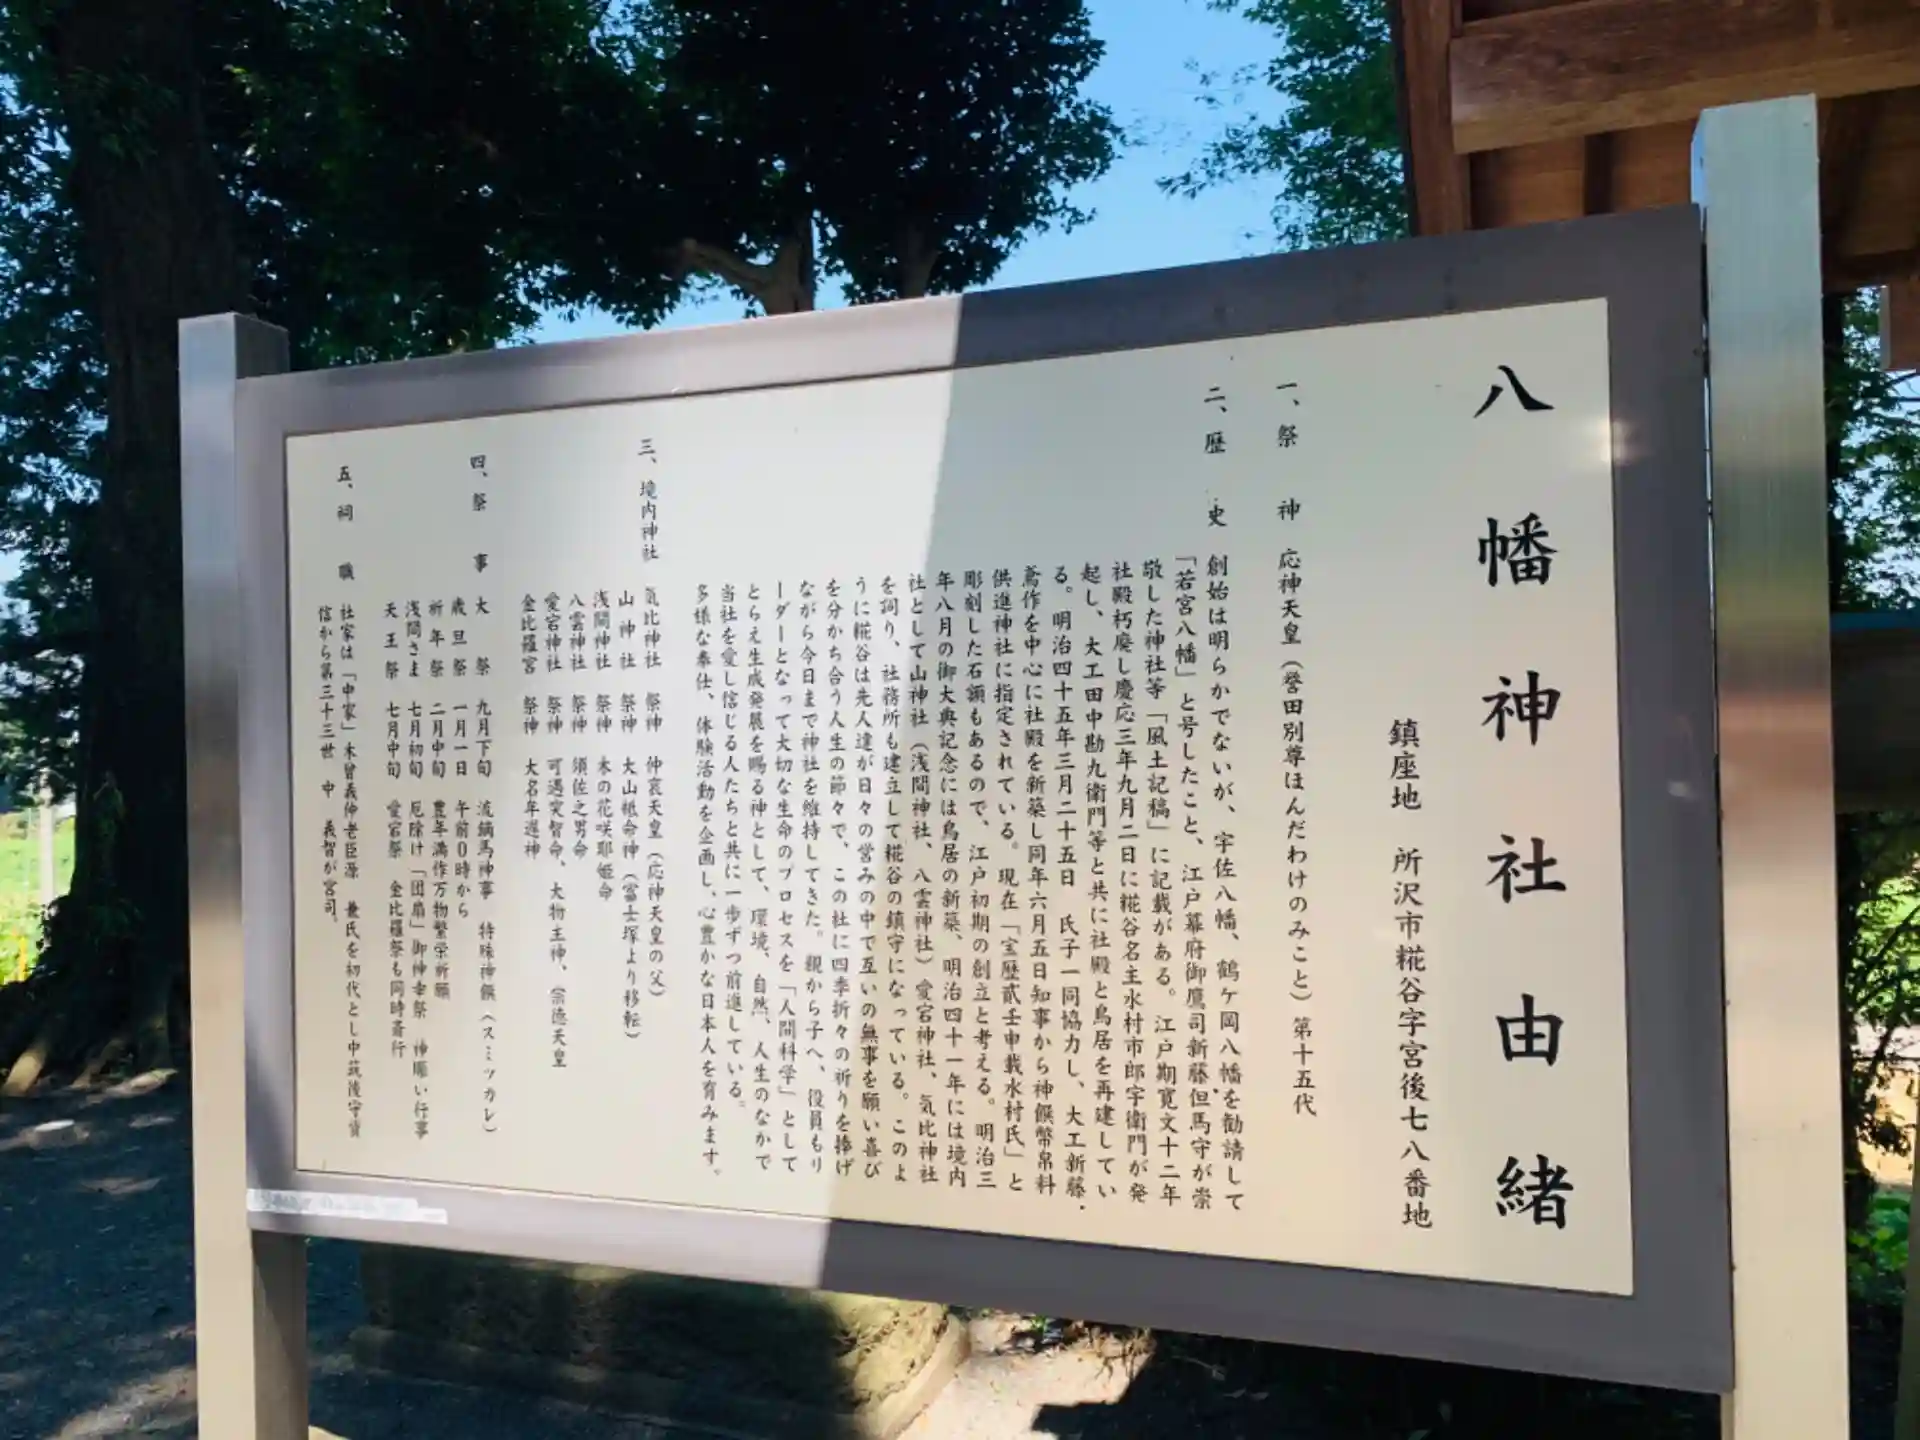 八幡神社由緒
鎮座地　所沢市糀谷字宮後七八番地
一、祭　神　応神天皇（誉田別尊ほんだわけのみこと）第十五代
二、歴　史　創始は明らかでないが、宇佐八幡、鶴ケ岡八幡を勧請して
「若宮八幡」と号したこと、江戸幕府御鷹司新藤但馬守が崇
敬した神社等「風土記稿」に記載がある。江戸期寛文十二年
社殿朽廃し慶応三年九月二日に糀谷名主水村市郎宇衛門が発
起し、大工田中勘九衛門等と共に社殿と鳥居を再建してい
る。明治四十五年三月二十五日　氏子一同協力し、大工新藤・
鳶作を中心に社殿を新築し同年六月五日知事から神饌幣帛料
供進神社に指定されている。現在「宝歴貳壬申載水村氏」と
彫刻した石額もあるので、江戸初期の創立と考える。明治三
年八月の御大典記念には鳥居の新築、明治四十一年には境内
社として山神社（浅間神社、八雲神社）愛宕神社、気比神社
を祠り、社務所も建立して糀谷の鎮守になっている。このよ
うに糀谷は先人達が日々の営みの中で互いの無事を願い喜び
を分かち合う人生の節々で、この社に四季折々の祈りを捧げ
ながら今日まで神社を維持してきた。親から子へ、役員もリ
ーダーとなって大切な生命のプロセスを「人間科学」として
とらえ生成発展を賜る神として、環境、自然、人生のなかで
当社を愛し信じる人たちと共に一歩ずつ前進している。
多様な奉仕、体験活動を企画し、心豊かな日本人を育みます。
三、境内神社　気比神社　祭神　仲哀天皇（応神天皇の父）
山神社　祭神　大山祗命神（富士塚より移転）
浅間神社　祭神　木の花咲耶姫命
八雲神社　祭神　須佐之男命
愛宕神社　祭神　可遇突智命、大物主神、崇徳天皇
金比羅宮　祭神　大名牟遅神
四、祭　事　大　祭　九月下旬　流鏑馬神事　特殊神饌（スミツカレ）
歳旦祭　一月一日　午前０時から
祈年祭　二月中旬　豊年満作万物繁栄祈願
浅間さま　七月初旬　厄除け「団扇」御神幸祭　神賑い行事
天王祭　七月中旬　愛宕祭　金比羅祭も同時斎行
五、祠　職　社家は「中家」木曽義仲老臣源　兼氏を初代とし中筑後守資
信から第三十三世　中　義智が宮司。